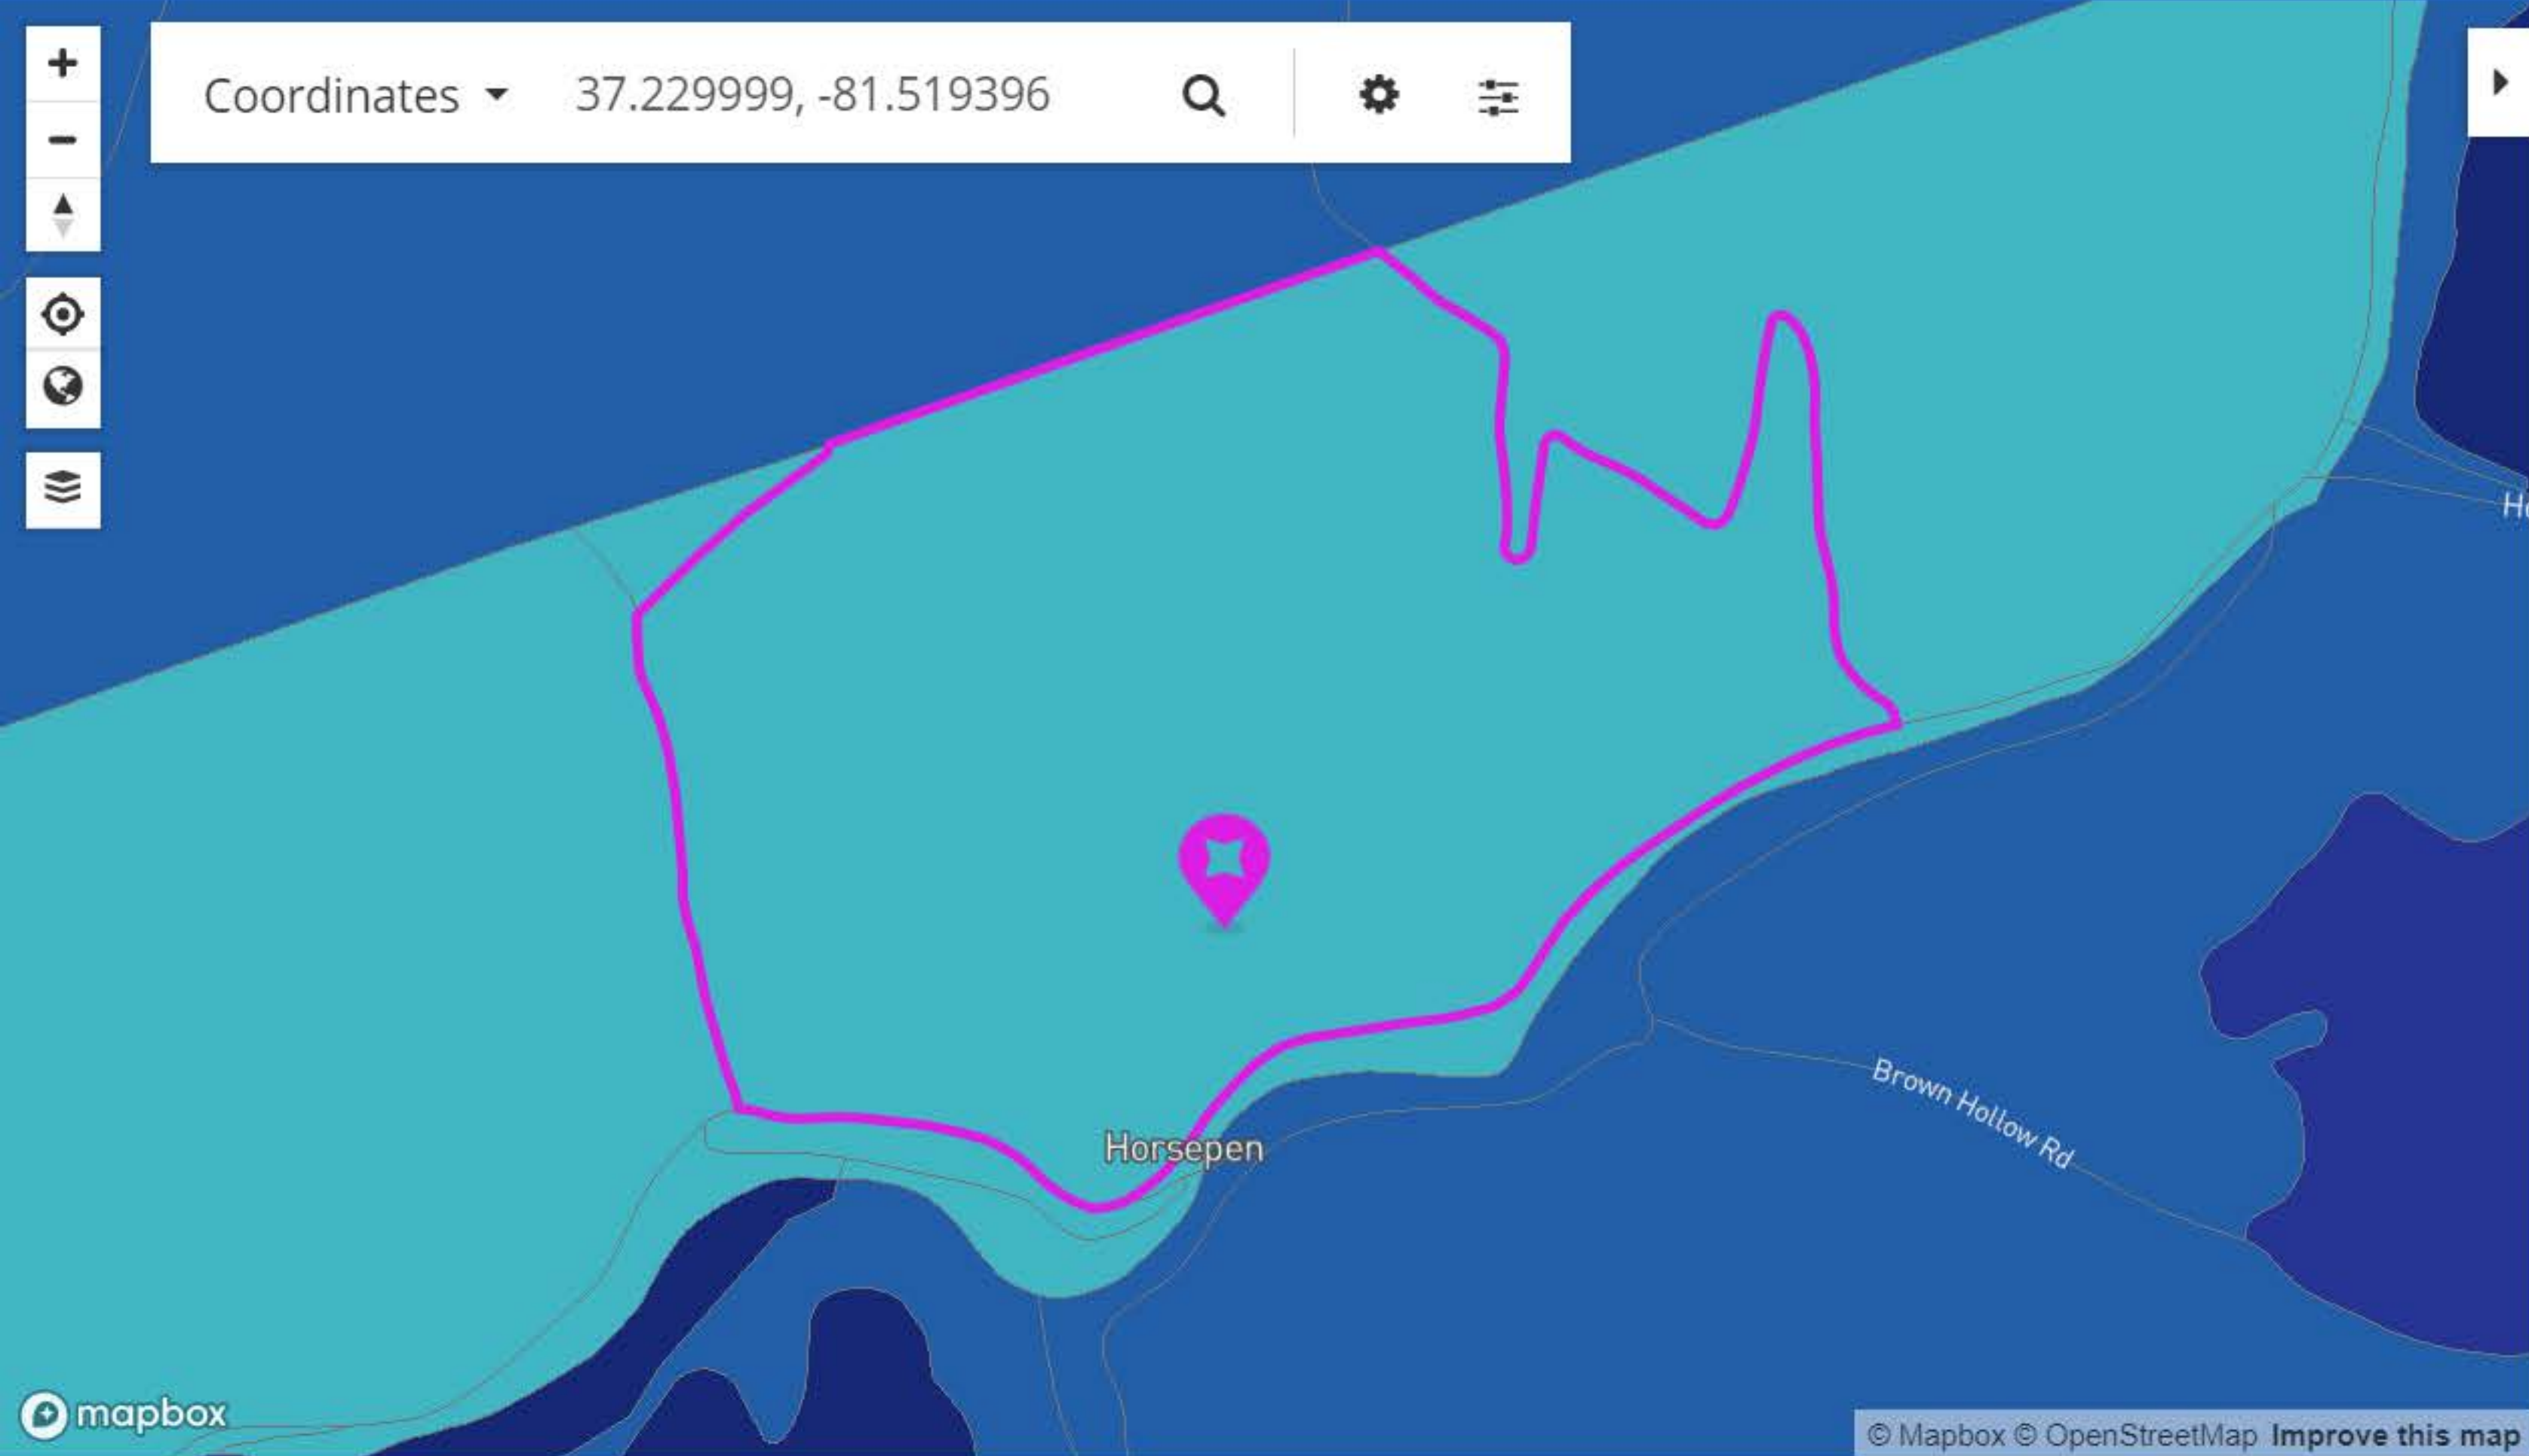 Coordinates 37.229999, -81.519396
Horsepen
Brown Hollow Rd
mapbox
© Mapbox © OpenStreetMap Improve this map